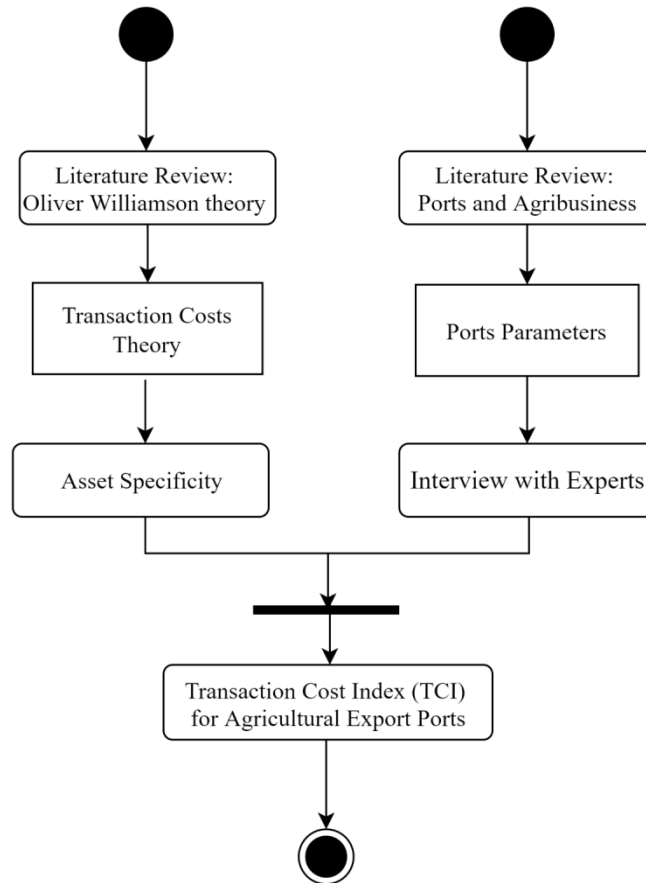 Literature Review:
Oliver Williamson theory
Literature Review:
Ports and Agribusiness
Transaction Costs
Theory
Ports Parameters
Asset Specificity
Interview with Experts
Transaction Cost Index (TCI)
for Agricultural Export Ports